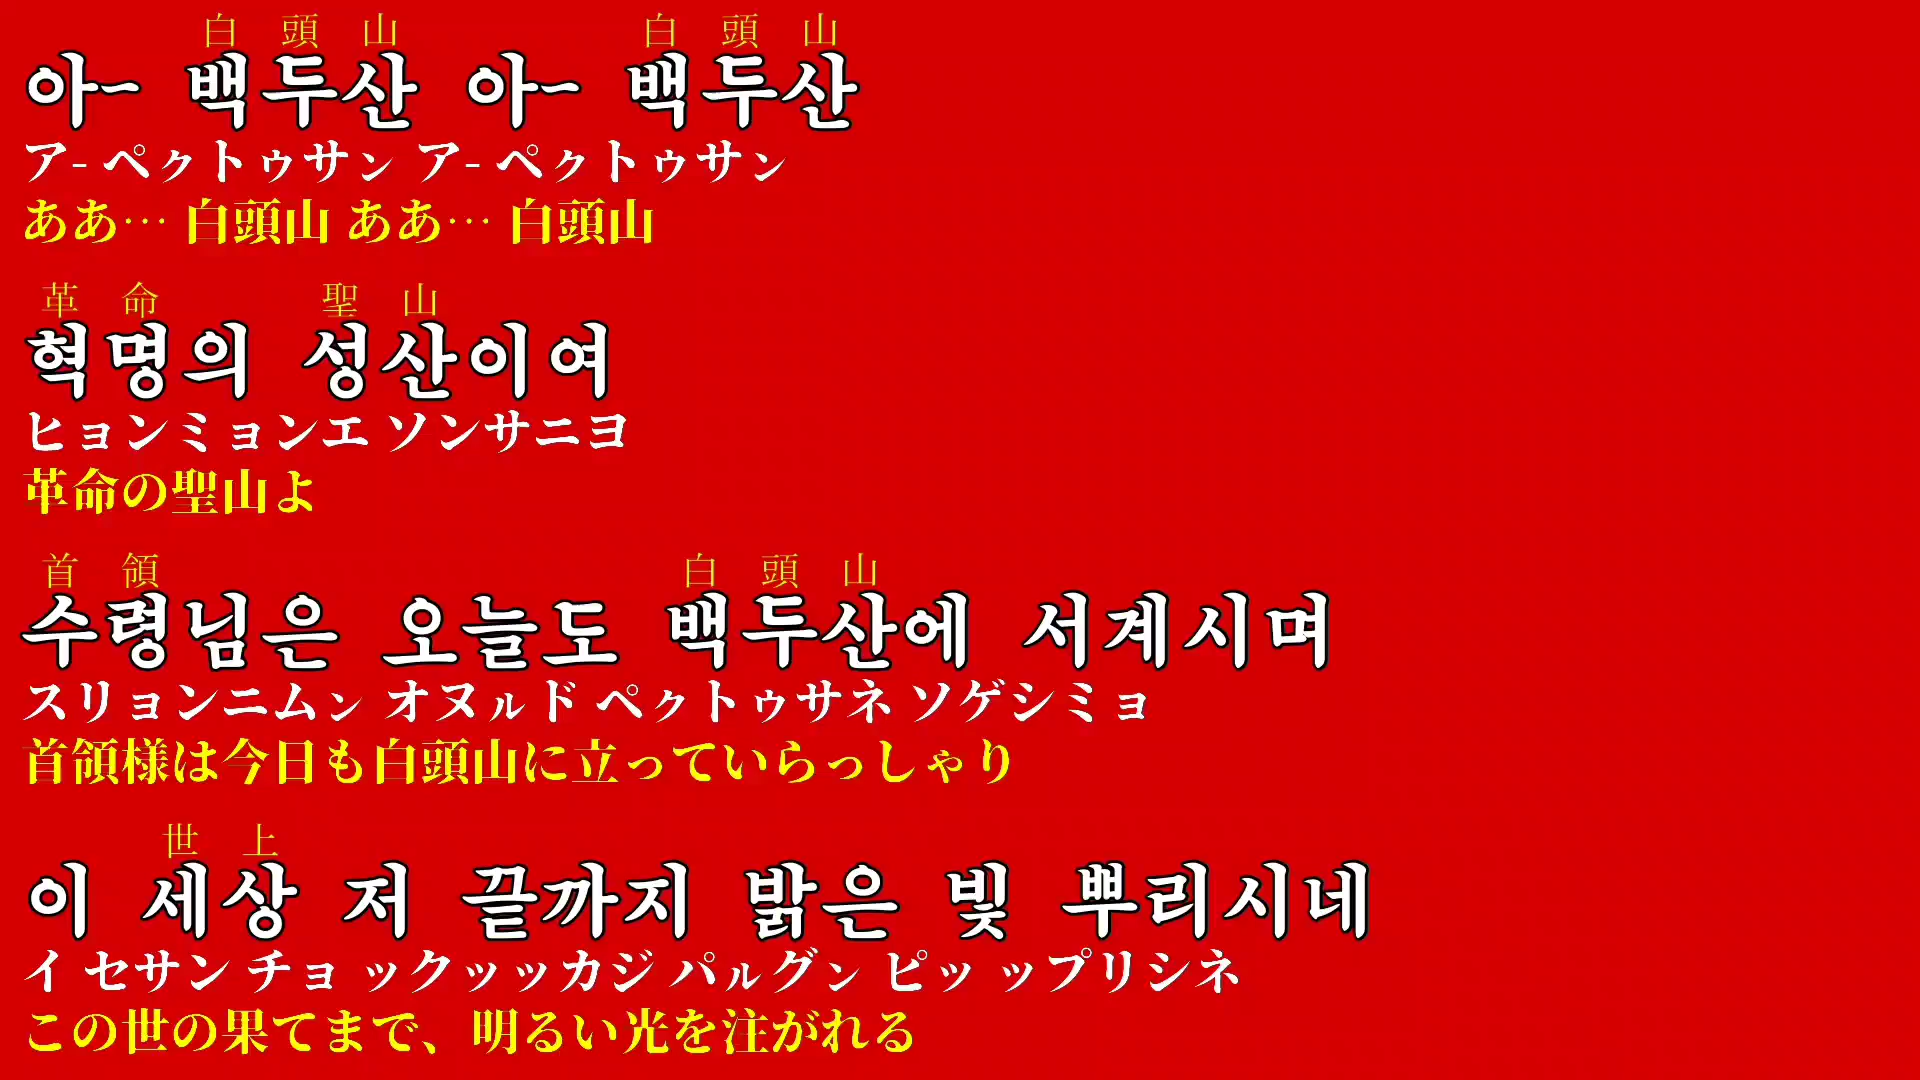 白頭山 白頭山
아ー 백두산 아ー 백두산
ア- ペㇰトゥサン ア- ペㇰトゥサン
ああ… 白頭山 ああ… 白頭山
革命 聖山
혁명의 성산이여
ヒョンミョンエ ソンサニヨ
革命の聖山よ
首領 白頭山
수령님은 오늘도 백두산에 서계시며
スリョンニムン オヌㇽド ペㇰトゥサネ ソゲシミョ
首領様は今日も白頭山に立っていらっしゃり
世上
이 세상 저 끝까지 밝은 빛 뿌리시네
イ セサン チョ ックッッカジ パㇽグン ピッ ップリシネ
この世の果てまで、明るい光を注がれる